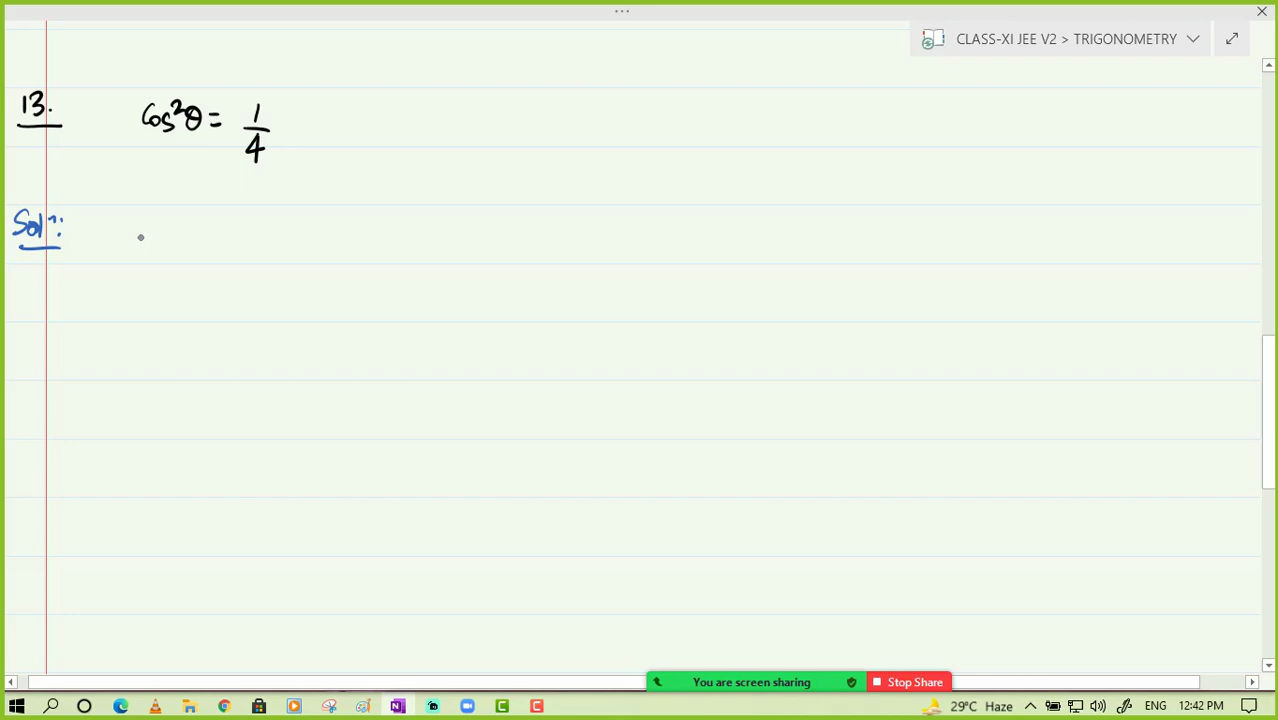 CLASS-XI JEE V2 > TRIGONOMETRY
13. cos²θ = 1/4
Solⁿ:
You are screen sharing Stop Share
29°C Haze ENG 12:42 PM